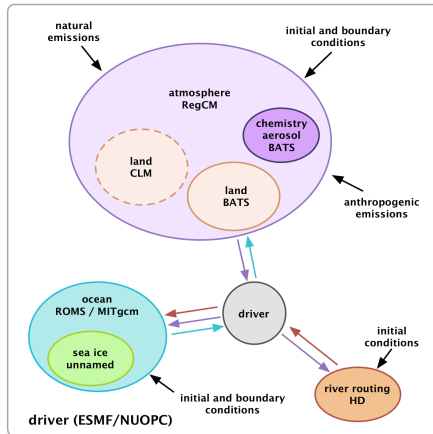 natural
emissions
initial and boundary
conditions
atmosphere
RegCM
chemistry
aerosol
BATS
land
CLM
land
BATS
anthropogenic
emissions
ocean
ROMS / MITgcm
driver
sea ice
unnamed
initial
conditions
initial and boundary
conditions
river routing
HD
driver (ESMF/NUOPC)